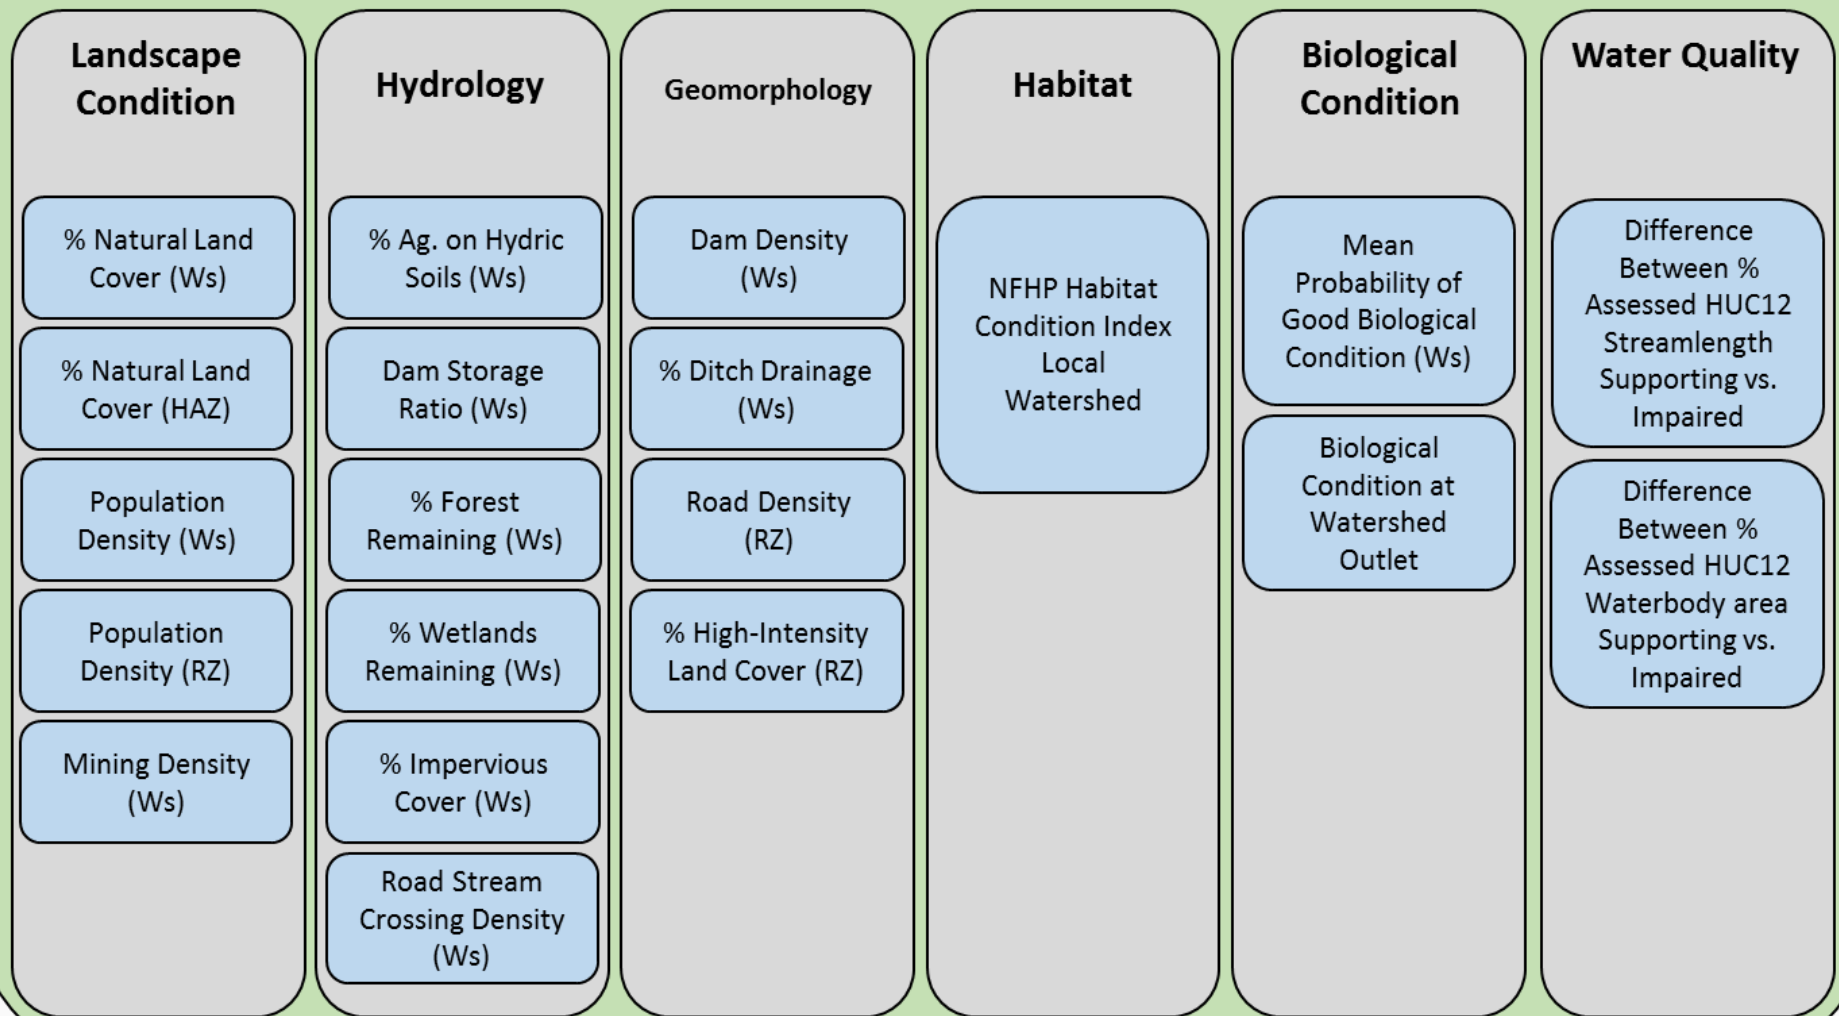 Landscape
Condition
% Natural Land
Cover (Ws)
% Natural Land
Cover (HAZ)
Population
Density (Ws)
Population
Density (RZ)
Mining Density
(Ws)
Hydrology
% Ag. on Hydric
Soils (Ws)
Dam Storage
Ratio (Ws)
% Forest
Remaining (Ws)
% Wetlands
Remaining (Ws)
% Impervious
Cover (Ws)
Road Stream
Crossing Density
(Ws)
Geomorphology
Dam Density
(Ws)
% Ditch Drainage
(Ws)
Road Density
(RZ)
% High-Intensity
Land Cover (RZ)
Habitat
NFHP Habitat
Condition Index
Local
Watershed
Biological
Condition
Mean
Probability of
Good Biological
Condition (Ws)
Biological
Condition at
Watershed
Outlet
Water Quality
Difference
Between %
Assessed HUC12
Streamlength
Supporting vs.
Impaired
Difference
Between %
Assessed HUC12
Waterbody area
Supporting vs.
Impaired